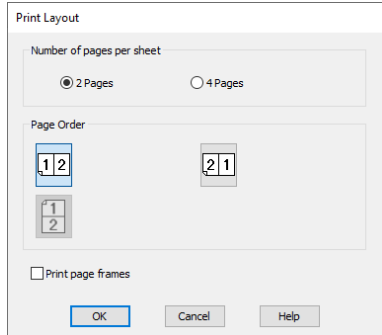 Print Layout
Number of pages per sheet
2 Pages
4 Pages
Page Order
1 2
2 1
1
2
Print page frames
OK
Cancel
Help